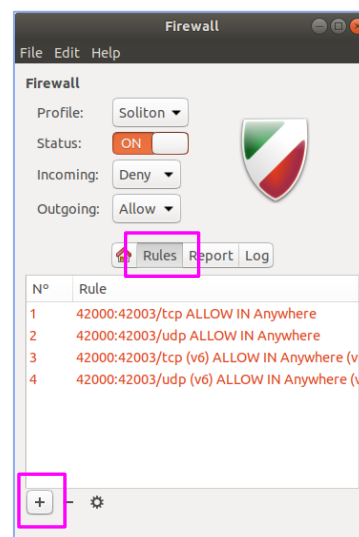 Firewall
File Edit Help
Firewall
Profile: Soliton
Status: ON
Incoming: Deny
Outgoing: Allow
Rules Report Log
Nº Rule
1 42000:42003/tcp ALLOW IN Anywhere
2 42000:42003/udp ALLOW IN Anywhere
3 42000:42003/tcp (v6) ALLOW IN Anywhere (v
4 42000:42003/udp (v6) ALLOW IN Anywhere (v